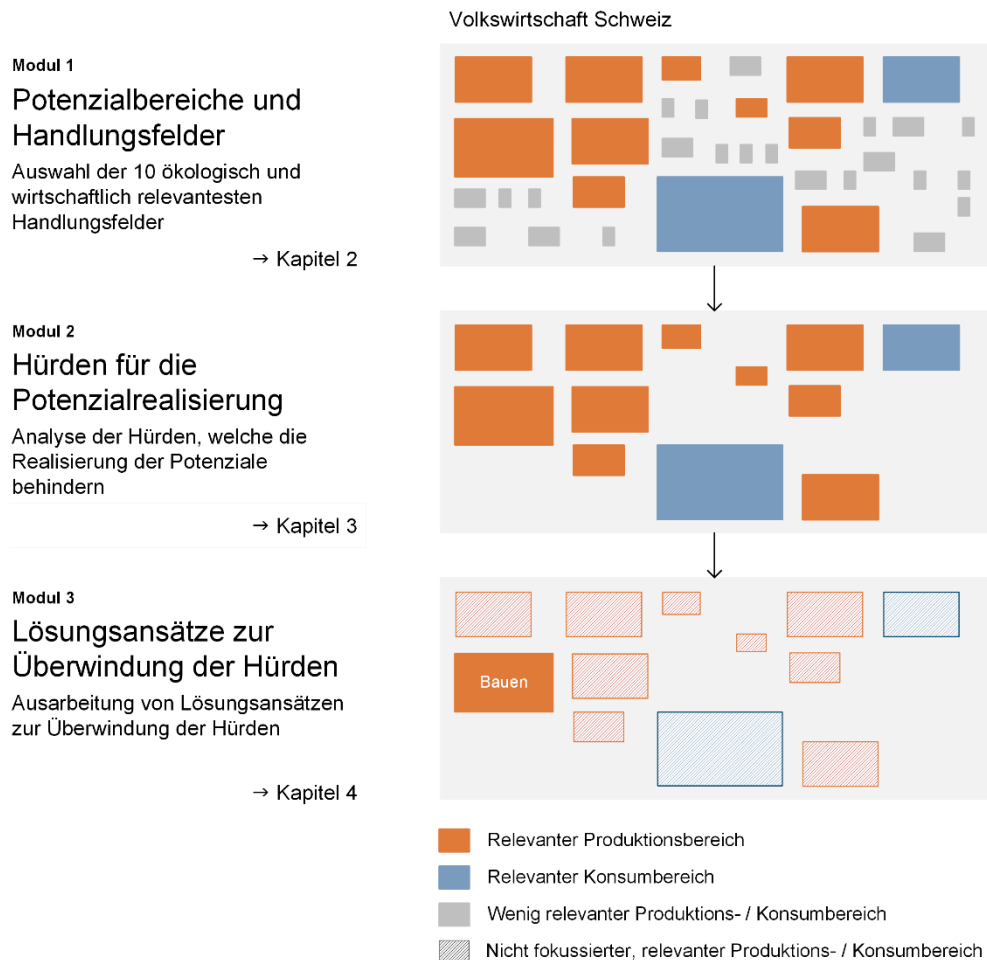 Volkswirtschaft Schweiz
Modul 1
Potenzialbereiche und
Handlungsfelder
Auswahl der 10 ökologisch und
wirtschaftlich relevantesten
Handlungsfelder
→ Kapitel 2
Modul 2
Hürden für die
Potenzialrealisierung
Analyse der Hürden, welche die
Realisierung der Potenziale
behindern
→ Kapitel 3
Modul 3
Lösungsansätze zur
Überwindung der Hürden
Ausarbeitung von Lösungsansätzen
zur Überwindung der Hürden
→ Kapitel 4
Bauen
Relevanter Produktionsbereich
Relevanter Konsumbereich
Wenig relevanter Produktions- / Konsumbereich
Nicht fokussierter, relevanter Produktions- / Konsumbereich